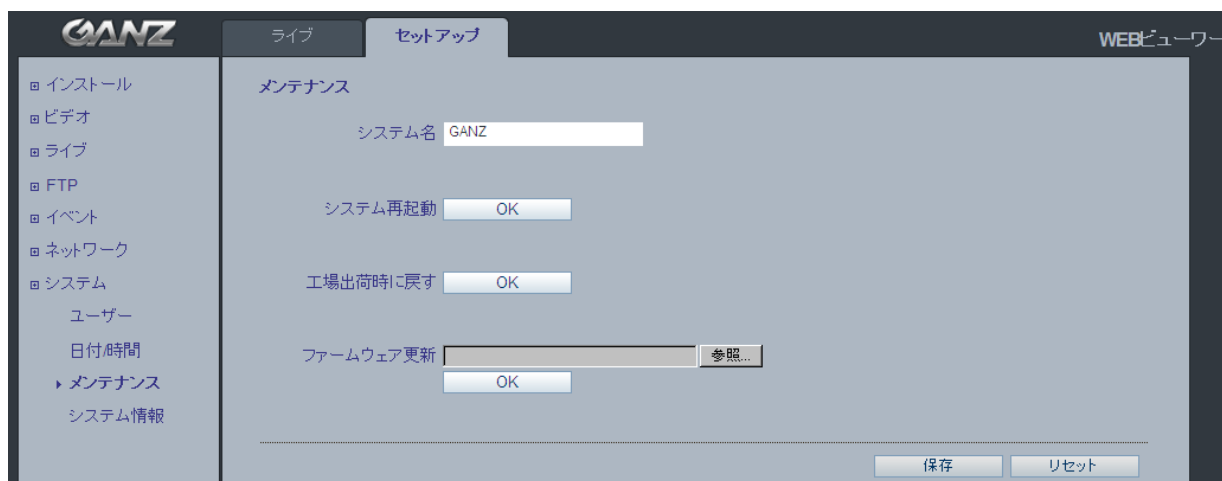 GANZ
ライブ
セットアップ
WEBビューワー
インストール
ビデオ
ライブ
FTP
イベント
ネットワーク
システム
ユーザー
日付/時間
メンテナンス
システム情報
メンテナンス
システム名 GANZ
システム再起動 OK
工場出荷時に戻す OK
ファームウェア更新 参照...
OK
保存 リセット